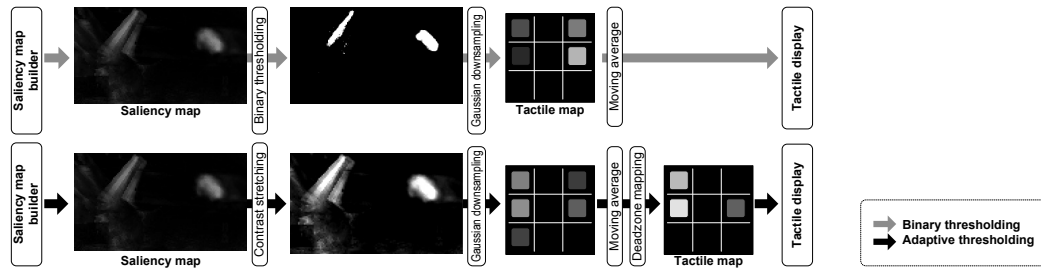 Saliency map
builder
Saliency map
Binary thresholding
Gaussian downsampling
Tactile map
Moving average
Tactile display
Saliency map
builder
Saliency map
Contrast stretching
Gaussian downsampling
Moving average
Deadzone mapping
Tactile map
Tactile display
Binary thresholding
Adaptive thresholding